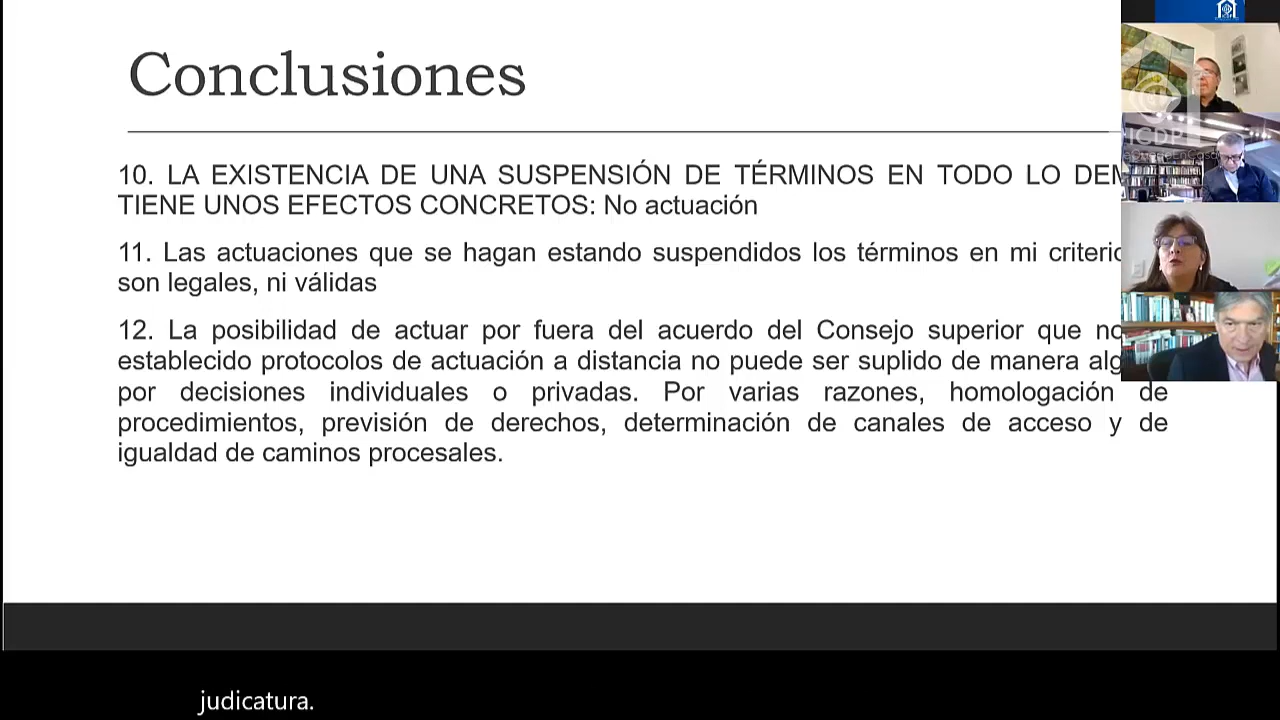 Conclusiones
10. LA EXISTENCIA DE UNA SUSPENSIÓN DE TÉRMINOS EN TODO LO
TIENE UNOS EFECTOS CONCRETOS: No actuación
11. Las actuaciones que se hagan estando suspendidos los términos en mi
son legales, ni válidas
12. La posibilidad de actuar por fuera del acuerdo del Consejo superior que
establecido protocolos de actuación a distancia no puede ser suplido de manera
por decisiones individuales o privadas. Por varias razones, homologación de
procedimientos, previsión de derechos, determinación de canales de acceso y de
igualdad de caminos procesales.
ICDP
judicatura.